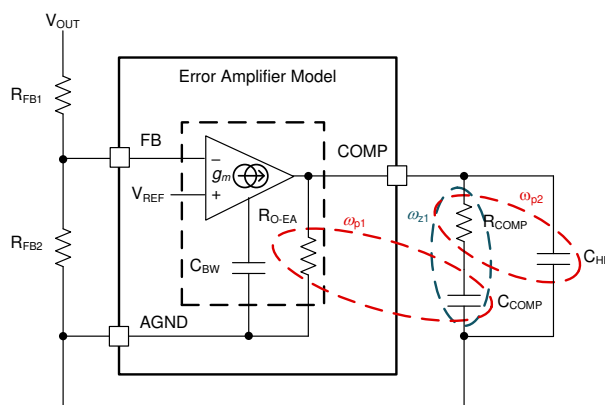 VOUT
Error Amplifier Model
RFB1
FB
COMP
gm
−
+
VREF
RO-EA
ωp1
ωz1
ωp2
RCOMP
RFB2
CBW
CHF
CCOMP
AGND